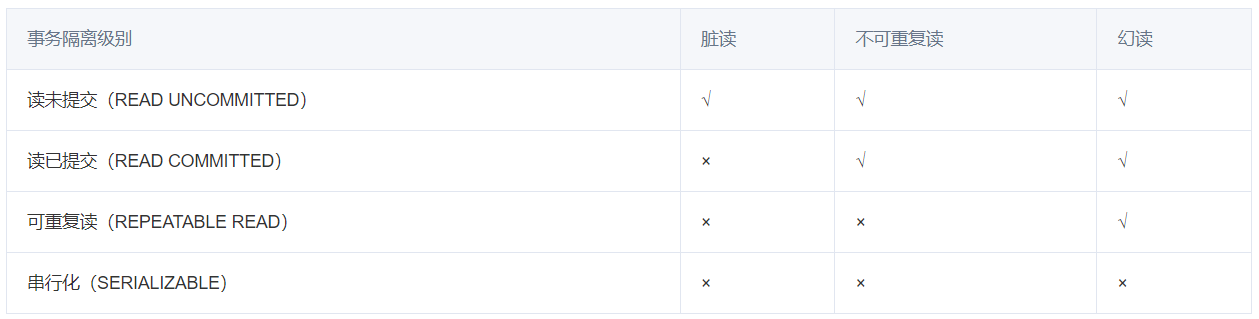 事务隔离级别 脏读 不可重复读 幻读
读未提交（READ UNCOMMITTED） √ √ √
读已提交（READ COMMITTED） × √ √
可重复读（REPEATABLE READ） × × √
串行化（SERIALIZABLE） × × ×